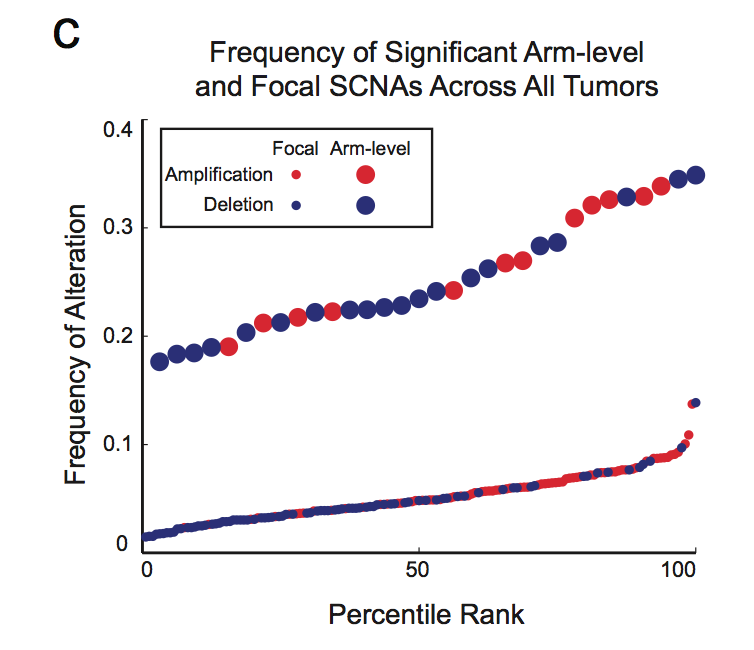 C
Frequency of Significant Arm-level
and Focal SCNAs Across All Tumors
Focal Arm-level
Amplification
Deletion
Frequency of Alteration
0.4
0.3
0.2
0.1
0
0 50 100
Percentile Rank